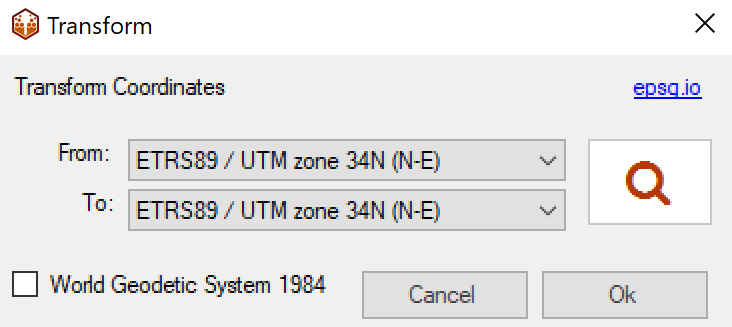 Transform
Transform Coordinates
epsg.io
From:
ETRS89 / UTM zone 34N (N-E)
To:
ETRS89 / UTM zone 34N (N-E)
World Geodetic System 1984
Cancel
Ok